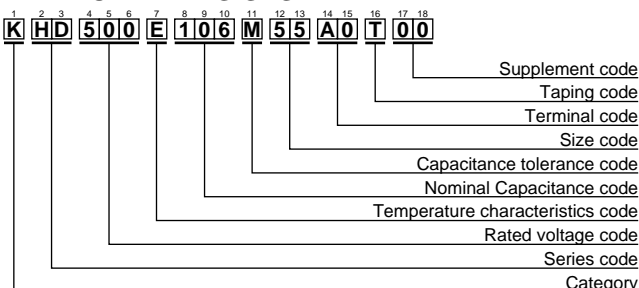 1 2 3 4 5 6 7 8 9 10 11 12 13 14 15 16 17 18
K HD 500 E 106 M 55 A0 T 00
Supplement code
Taping code
Terminal code
Size code
Capacitance tolerance code
Nominal Capacitance code
Temperature characteristics code
Rated voltage code
Series code
Category